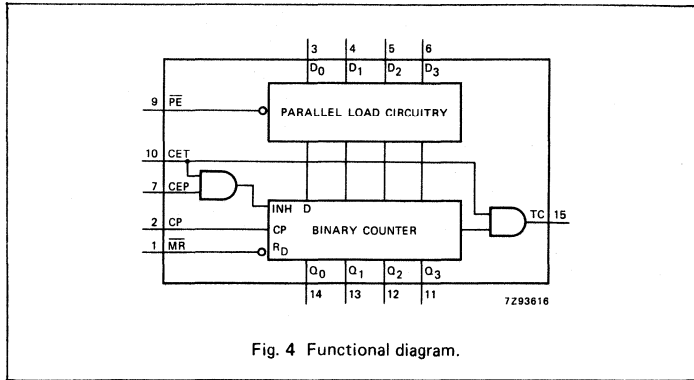 3 4 5 6
D0 D1 D2 D3
9 PE
PARALLEL LOAD CIRCUITRY
10 CET
7 CEP
INH D
TC 15
2 CP
CP BINARY COUNTER
1 MR
RD
Q0 Q1 Q2 Q3
14 13 12 11
7Z93616
Fig. 4 Functional diagram.